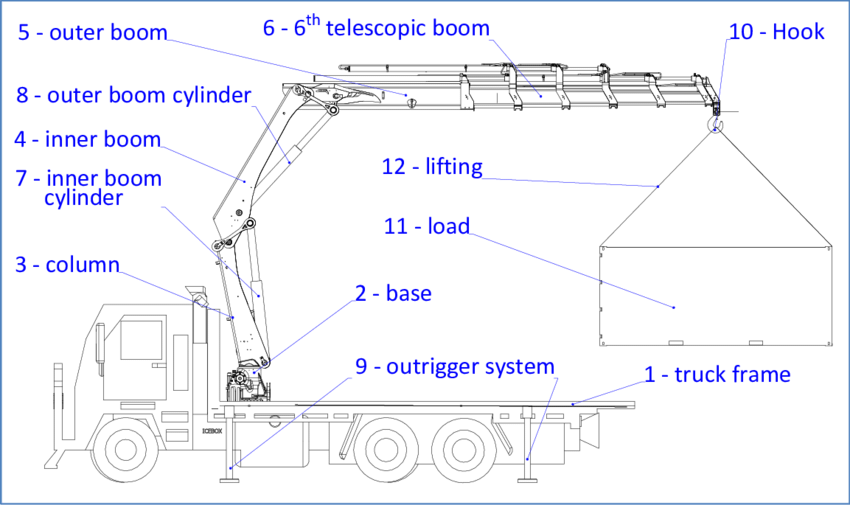 5 - outer boom
6 - 6th telescopic boom
10 - Hook
8 - outer boom cylinder
4 - inner boom
7 - inner boom
cylinder
12 - lifting
11 - load
3 - column
2 - base
9 - outrigger system
1 - truck frame
ICEBOX